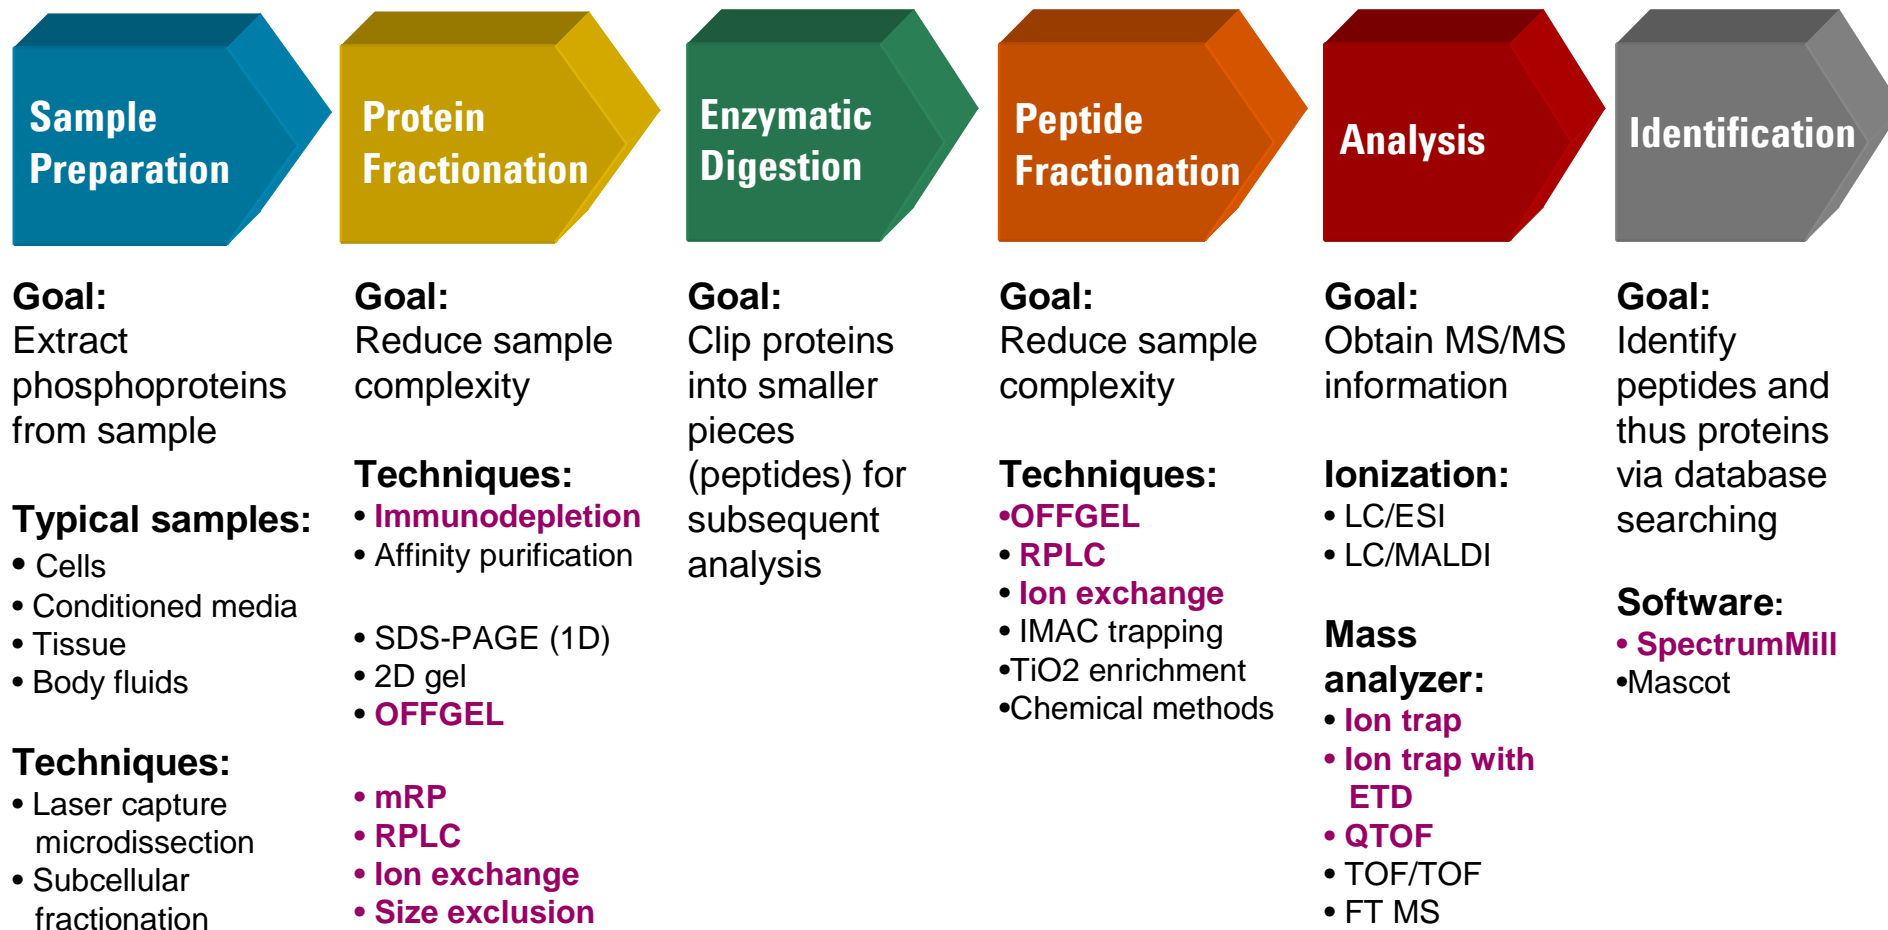 Sample
Preparation
Protein
Fractionation
Enzymatic
Digestion
Peptide
Fractionation
Analysis
Identification
Goal:
Extract
phosphoproteins
from sample
Typical samples:
• Cells
• Conditioned media
• Tissue
• Body fluids
Techniques:
• Laser capture
microdissection
• Subcellular
fractionation
Goal:
Reduce sample
complexity
Techniques:
• Immunodepletion
• Affinity purification
• SDS-PAGE (1D)
• 2D gel
• OFFGEL
• mRP
• RPLC
• Ion exchange
• Size exclusion
Goal:
Clip proteins
into smaller
pieces
(peptides) for
subsequent
analysis
Goal:
Reduce sample
complexity
Techniques:
•OFFGEL
• RPLC
• Ion exchange
• IMAC trapping
•TiO2 enrichment
•Chemical methods
Goal:
Obtain MS/MS
information
Ionization:
• LC/ESI
• LC/MALDI
Mass
analyzer:
• Ion trap
• Ion trap with
ETD
• QTOF
• TOF/TOF
• FT MS
Goal:
Identify
peptides and
thus proteins
via database
searching
Software:
• SpectrumMill
•Mascot